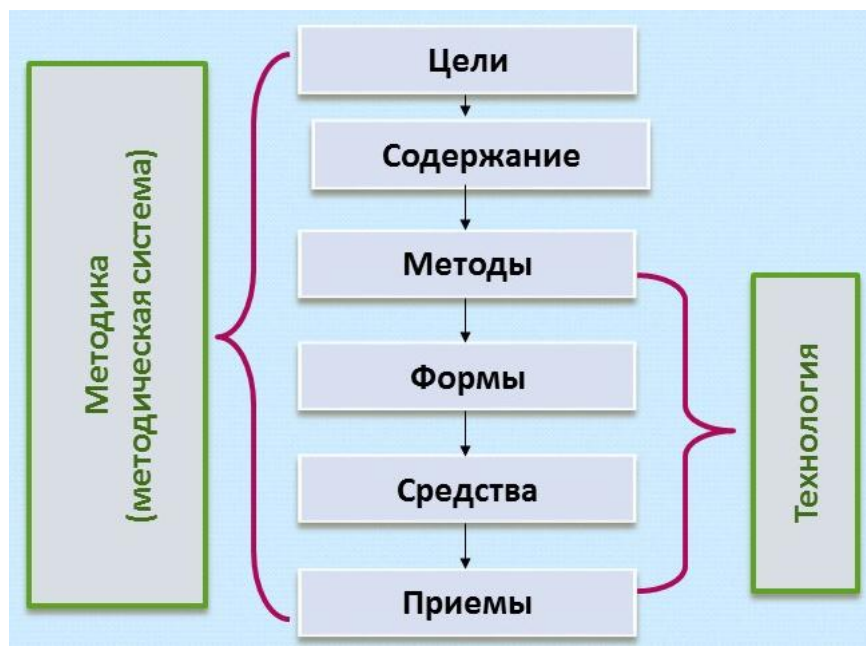 Методика
(методическая система)
Цели
Содержание
Методы
Формы
Средства
Приемы
Технология